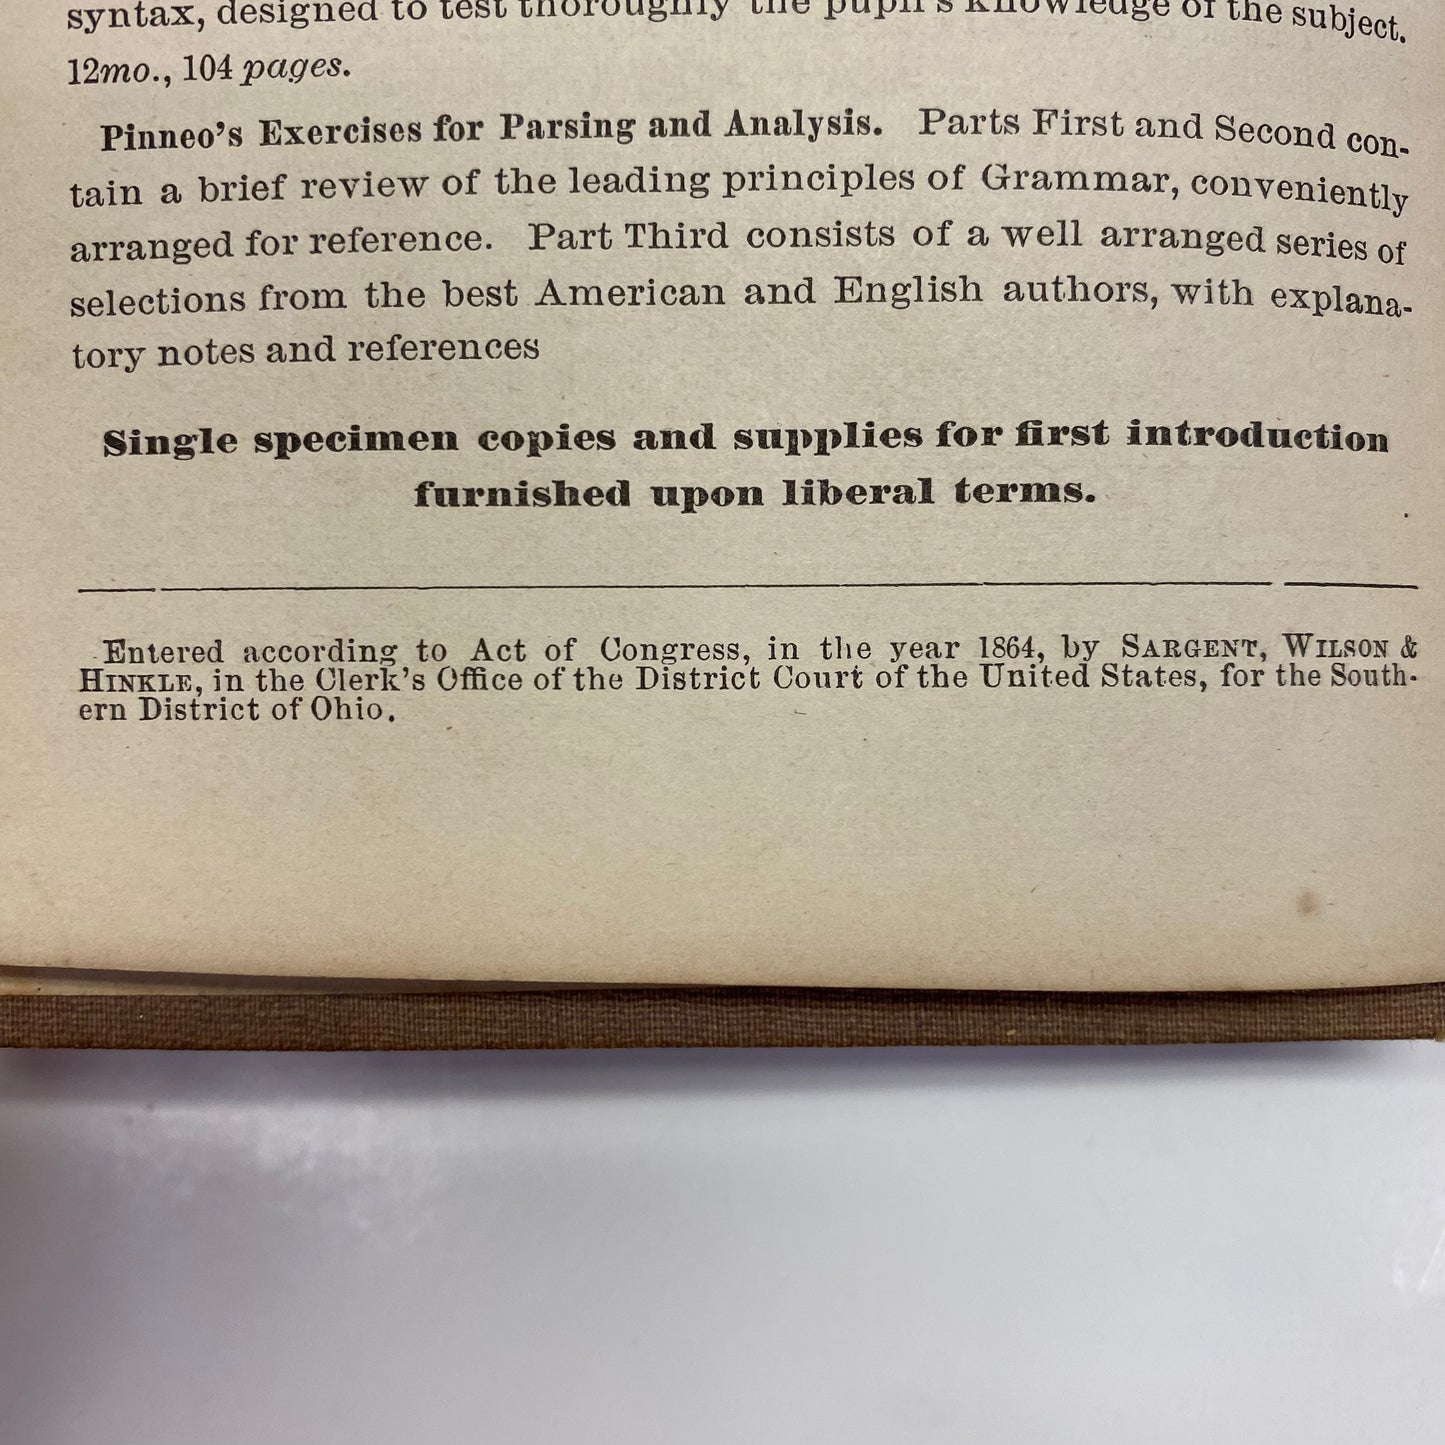 syntax, designed to test thoroughly the pupil's knowledge of the subject.
12mo., 104 pages.
Pinneo's Exercises for Parsing and Analysis. Parts First and Second con-
tain a brief review of the leading principles of Grammar, conveniently
arranged for reference. Part Third consists of a well arranged series of
selections from the best American and English authors, with explana-
tory notes and references
Single specimen copies and supplies for first introduction
furnished upon liberal terms.
Entered according to Act of Congress, in the year 1864, by SARGENT, WILSON &
HINKLE, in the Clerk's Office of the District Court of the United States, for the South-
ern District of Ohio.